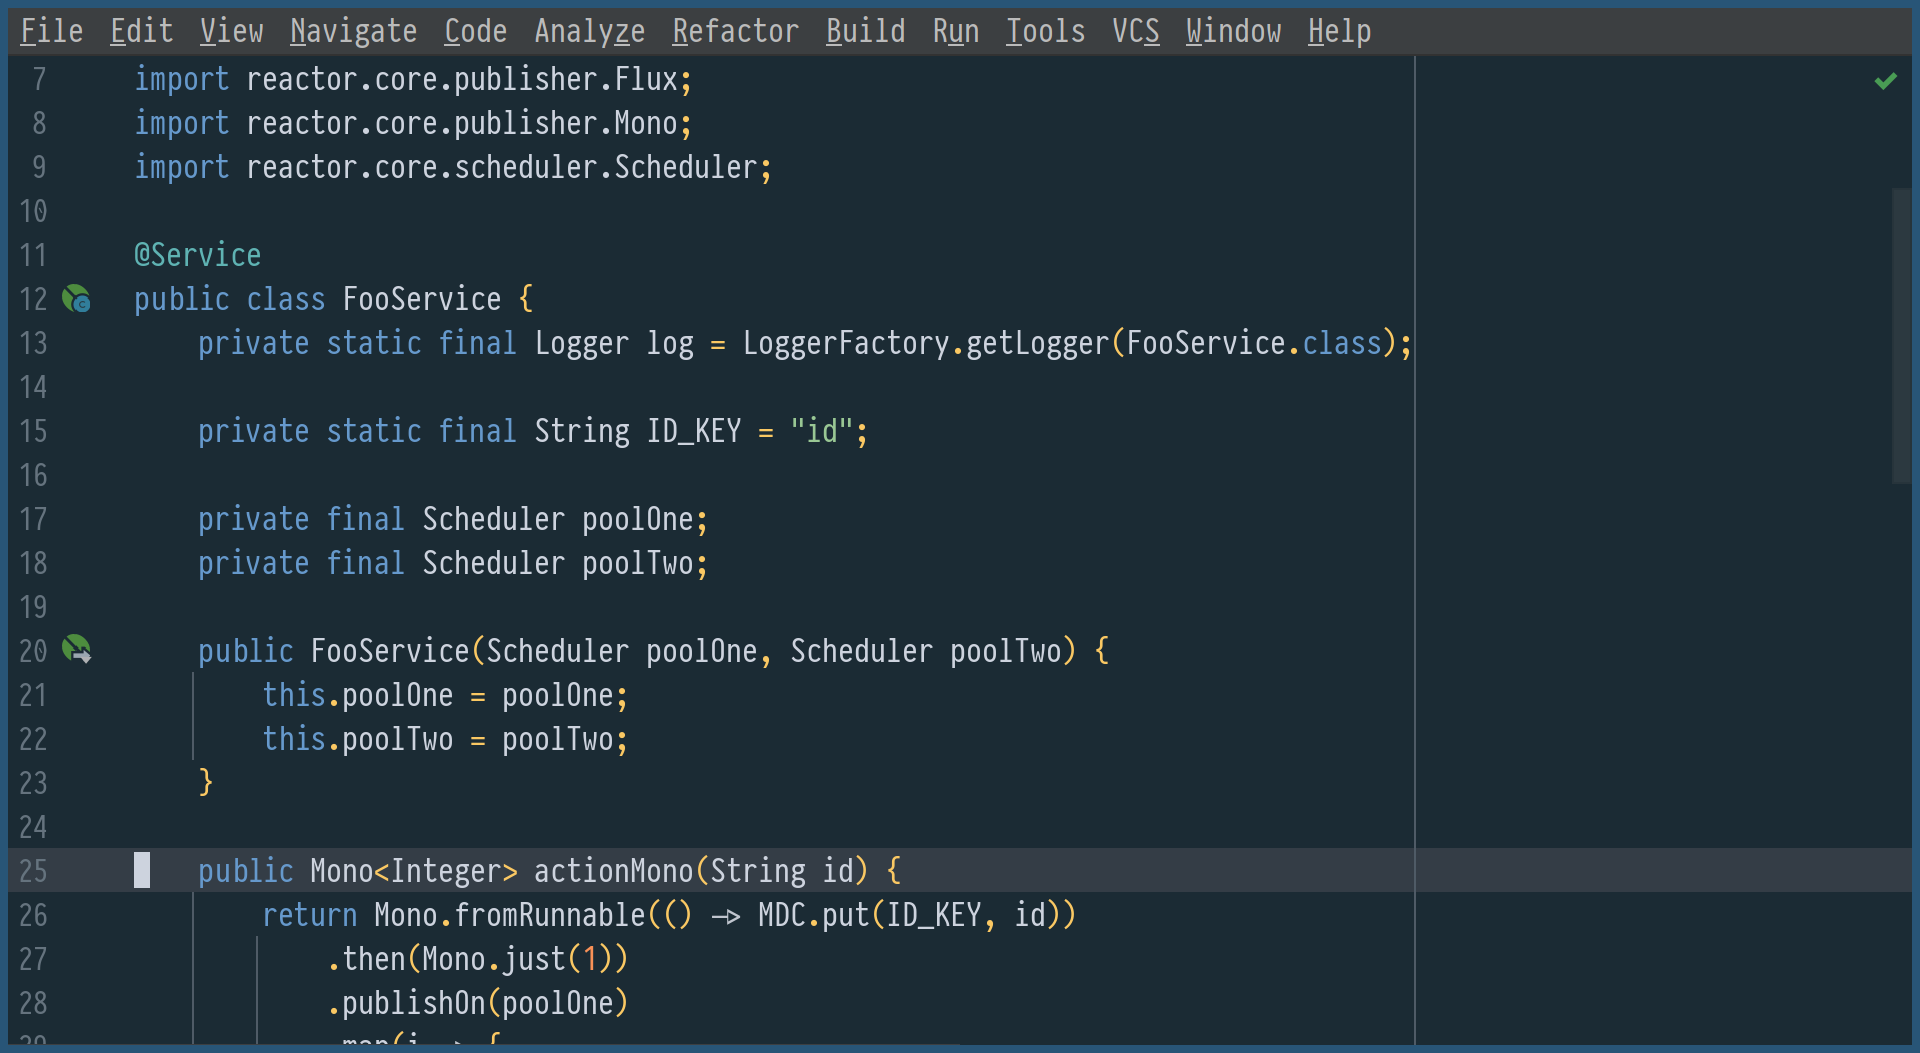 File Edit View Navigate Code Analyze Refactor Build Run Tools VCS Window Help
7 import reactor.core.publisher.Flux;
8 import reactor.core.publisher.Mono;
9 import reactor.core.scheduler.Scheduler;
10
11 @Service
12 public class FooService {
13     private static final Logger log = LoggerFactory.getLogger(FooService.class);
14
15     private static final String ID_KEY = "id";
16
17     private final Scheduler poolOne;
18     private final Scheduler poolTwo;
19
20     public FooService(Scheduler poolOne, Scheduler poolTwo) {
21         this.poolOne = poolOne;
22         this.poolTwo = poolTwo;
23     }
24
25     public Mono<Integer> actionMono(String id) {
26         return Mono.fromRunnable(() -> MDC.put(ID_KEY, id))
27             .then(Mono.just(1))
28             .publishOn(poolOne)
29             .map(i -> {